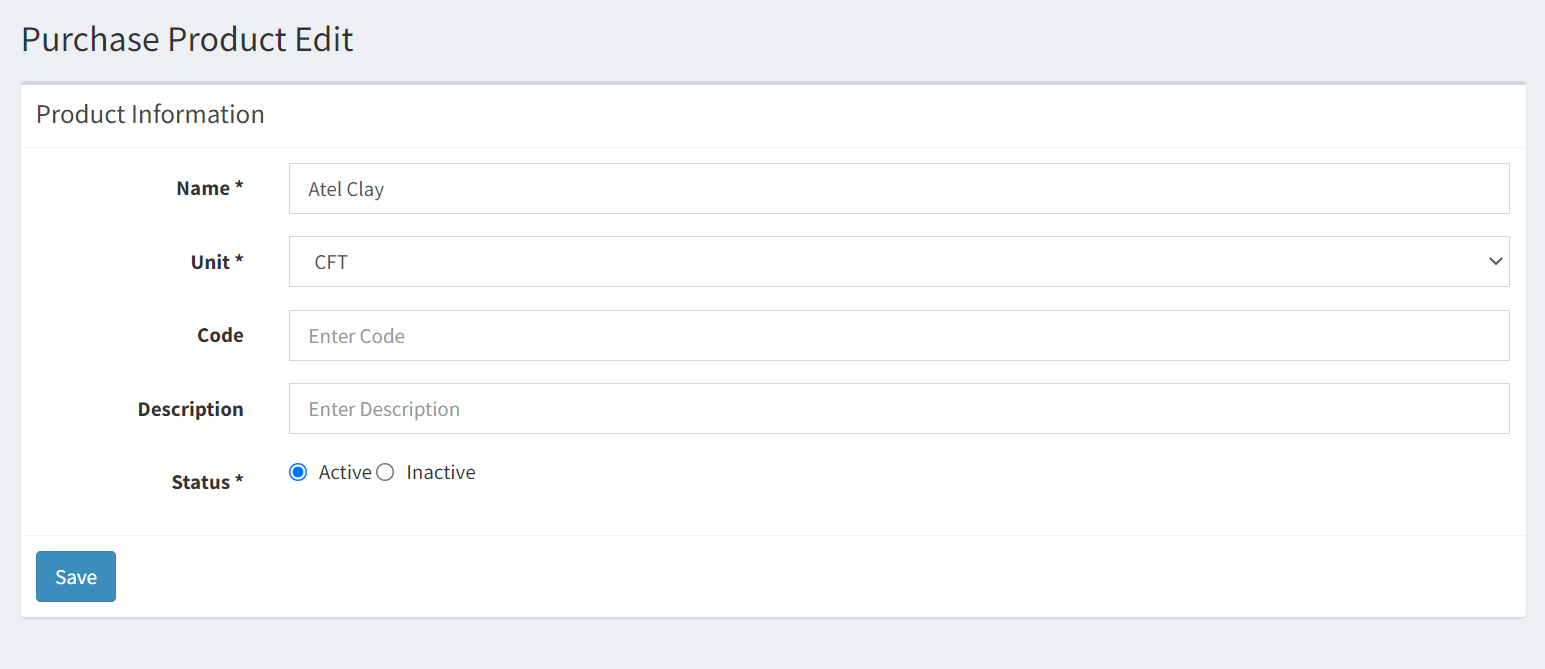 Purchase Product Edit
Product Information
Name * Atel Clay
Unit * CFT
Code Enter Code
Description Enter Description
Status * Active Inactive
Save